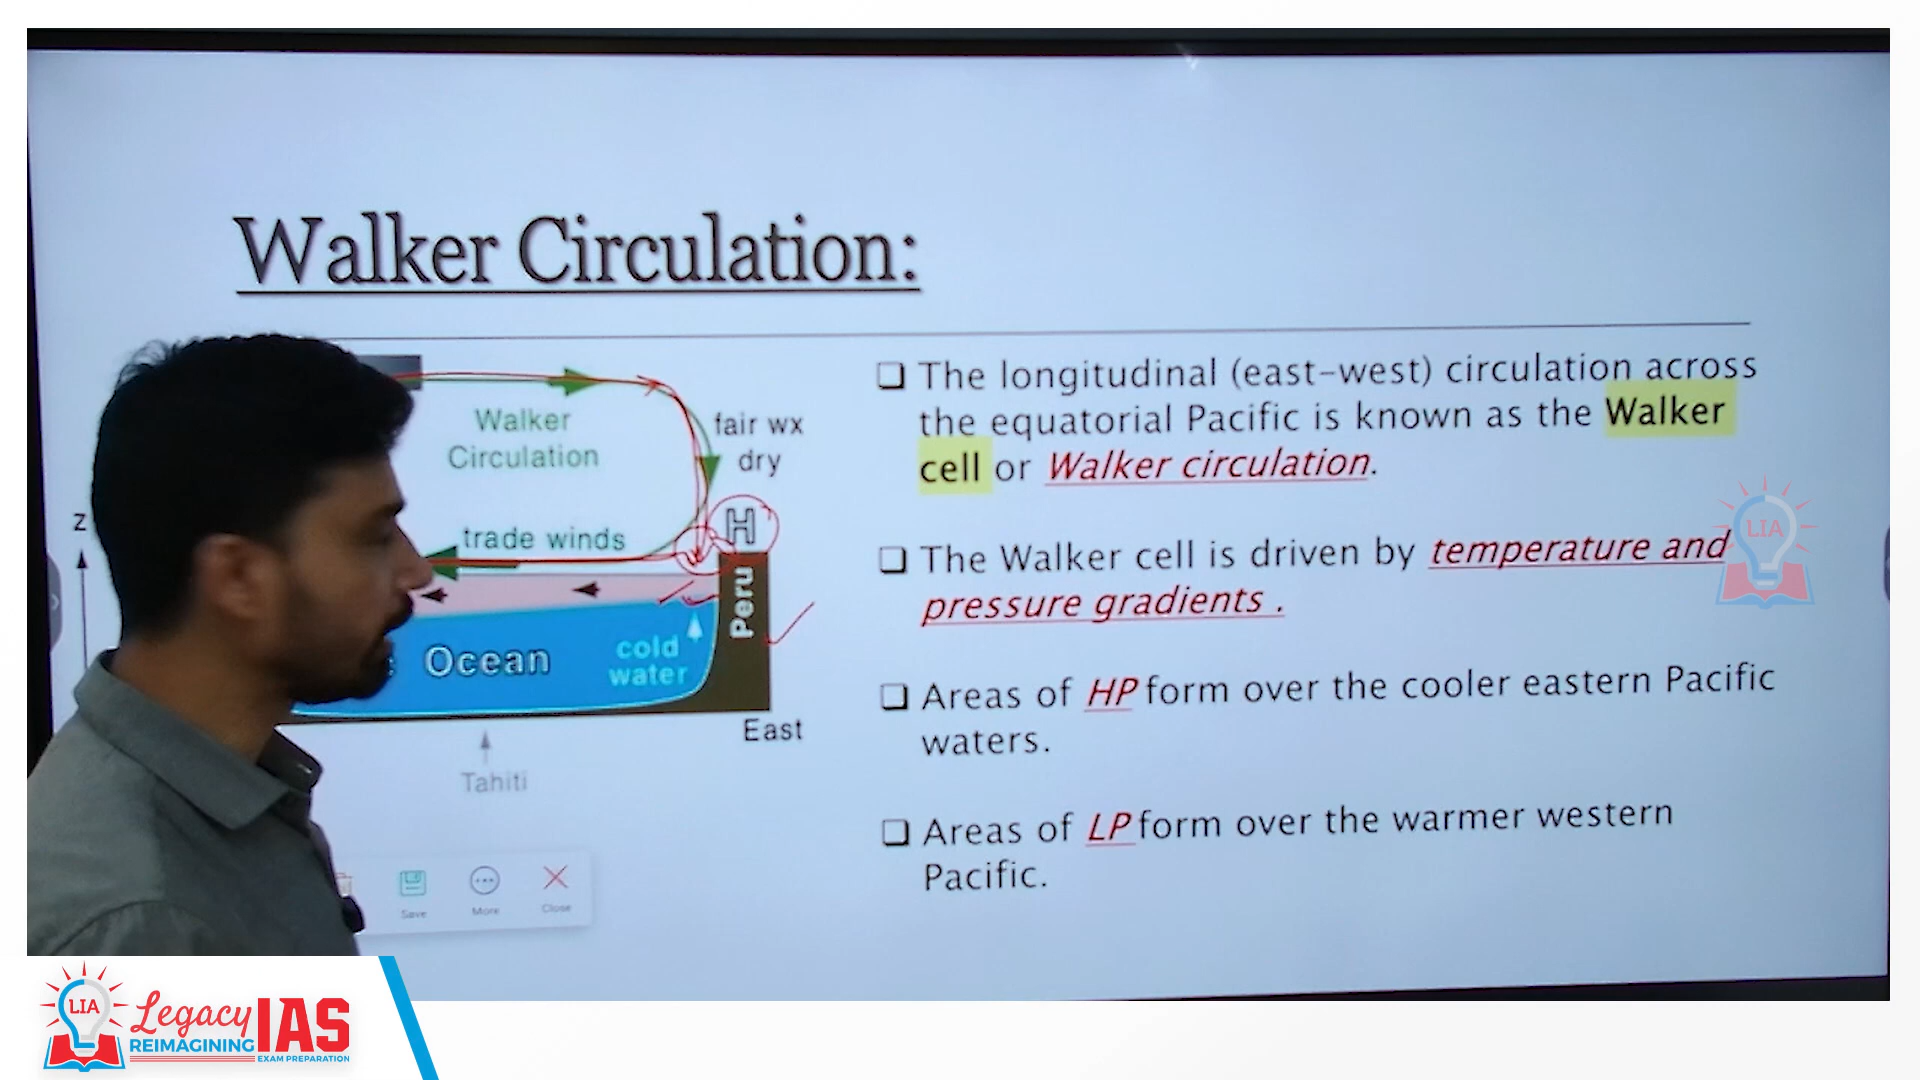 Walker Circulation:
Walker
Circulation
fair wx
dry
z
H
trade winds
Peru
Ocean
cold
water
East
Tahiti
Save
More
Close
❑ The longitudinal (east-west) circulation across
the equatorial Pacific is known as the Walker
cell or Walker circulation.
❑ The Walker cell is driven by temperature and
pressure gradients .
❑ Areas of HP form over the cooler eastern Pacific
waters.
❑ Areas of LP form over the warmer western
Pacific.
LIA
LIA
Legacy IAS
REIMAGINING
EXAM PREPARATION